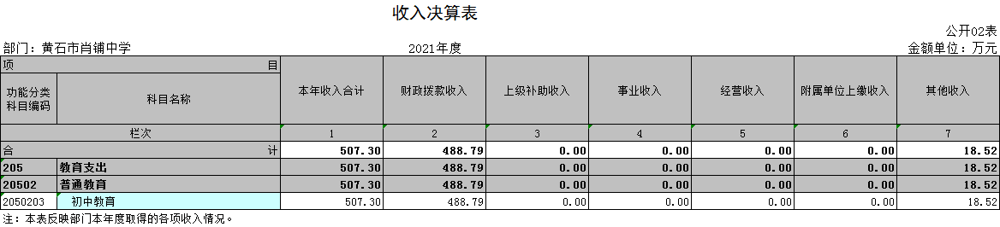 收入决算表
公开02表
部门：黄石市肖铺中学 2021年度 金额单位：万元
项 目 本年收入合计 财政拨款收入 上级补助收入 事业收入 经营收入 附属单位上缴收入 其他收入
功能分类科目编码 科目名称
栏次 1 2 3 4 5 6 7
合 计 507.30 488.79 0.00 0.00 0.00 0.00 18.52
205 教育支出 507.30 488.79 0.00 0.00 0.00 0.00 18.52
20502 普通教育 507.30 488.79 0.00 0.00 0.00 0.00 18.52
2050203 初中教育 507.30 488.79 0.00 0.00 0.00 0.00 18.52
注：本表反映部门本年度取得的各项收入情况。